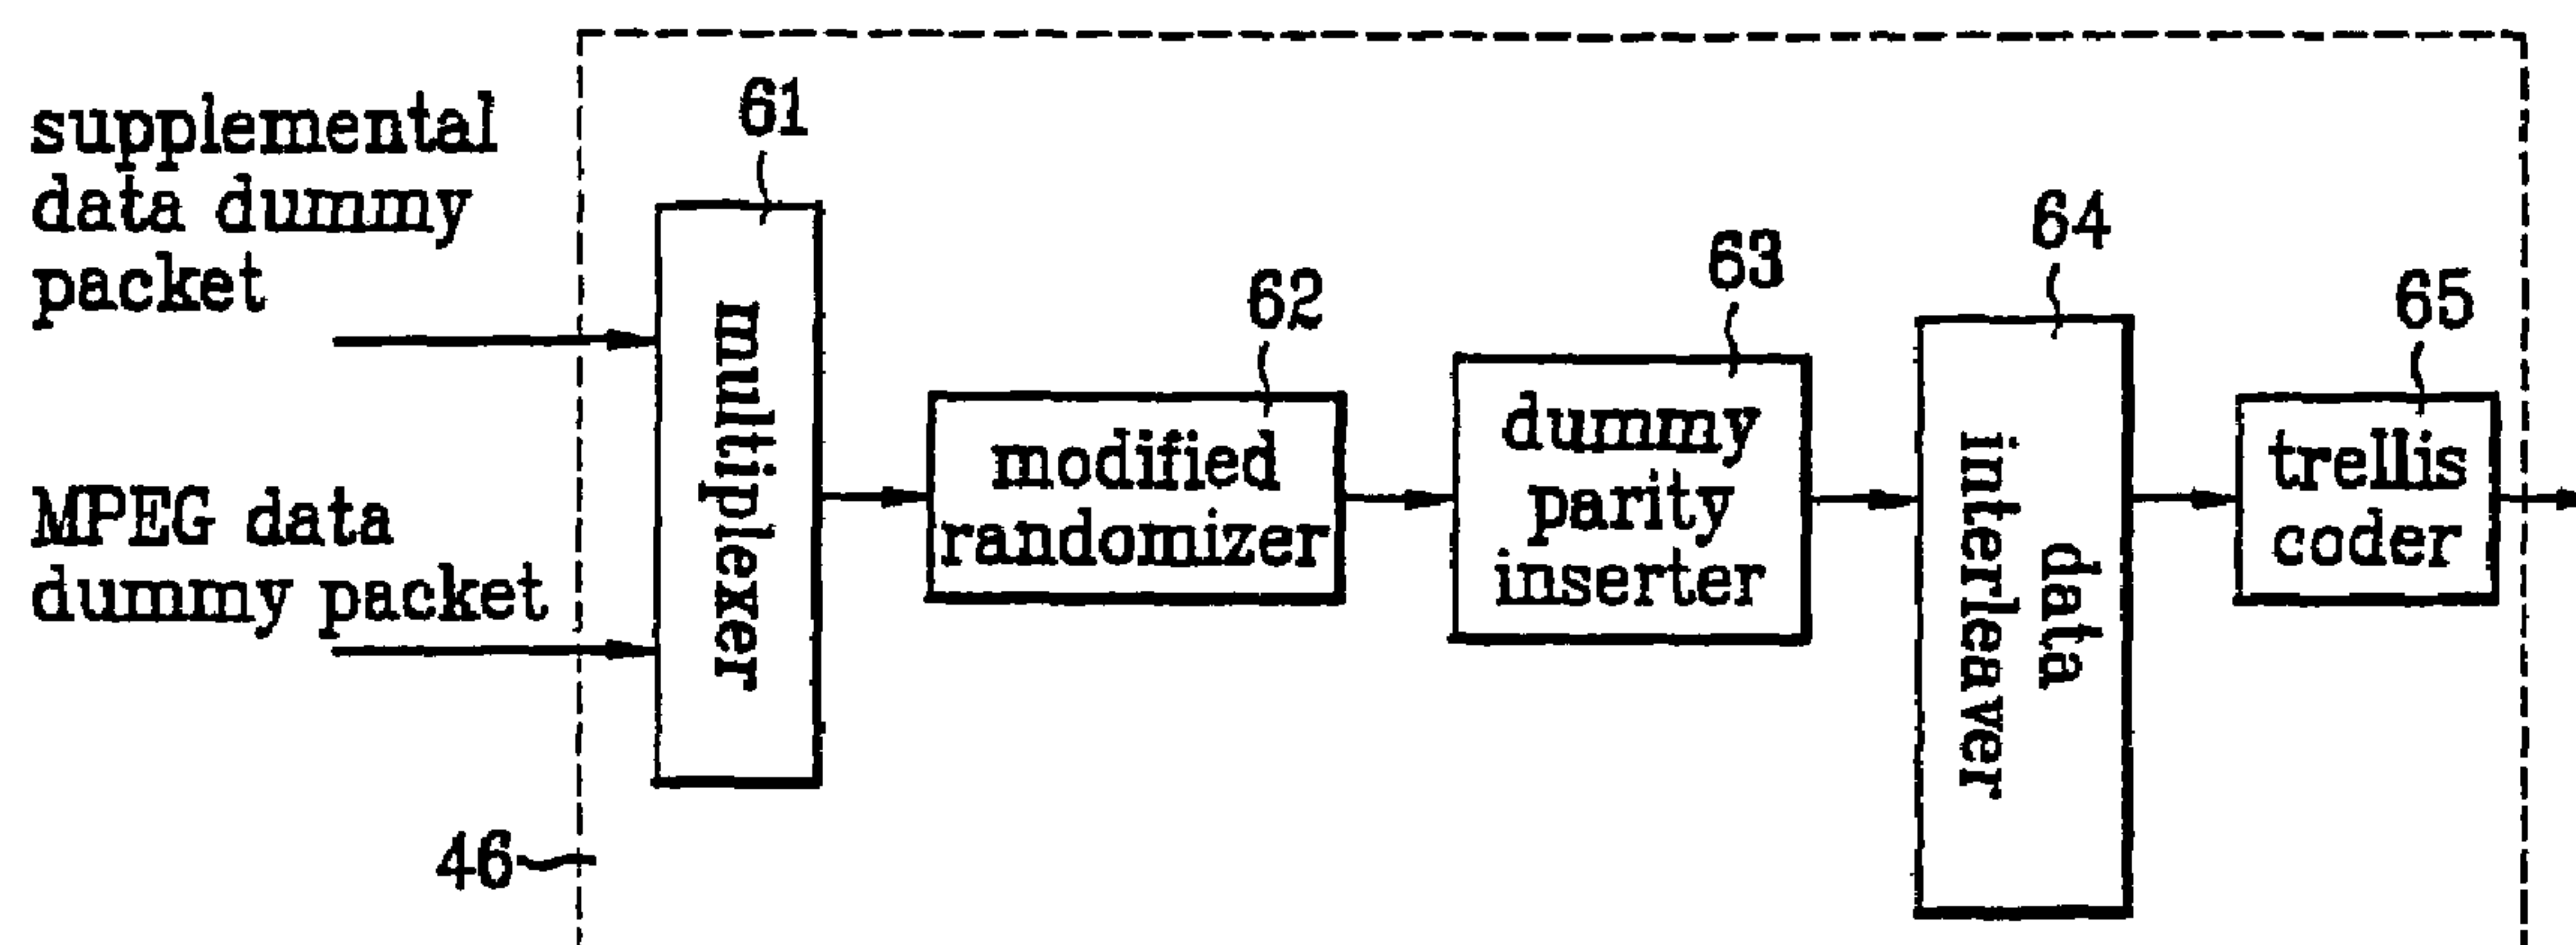 supplemental
data dummy
packet
MPEG data
dummy packet
46
61
multiplexer
62
modified
randomizer
63
dummy
parity
inserter
64
data
interleaver
65
trellis
coder